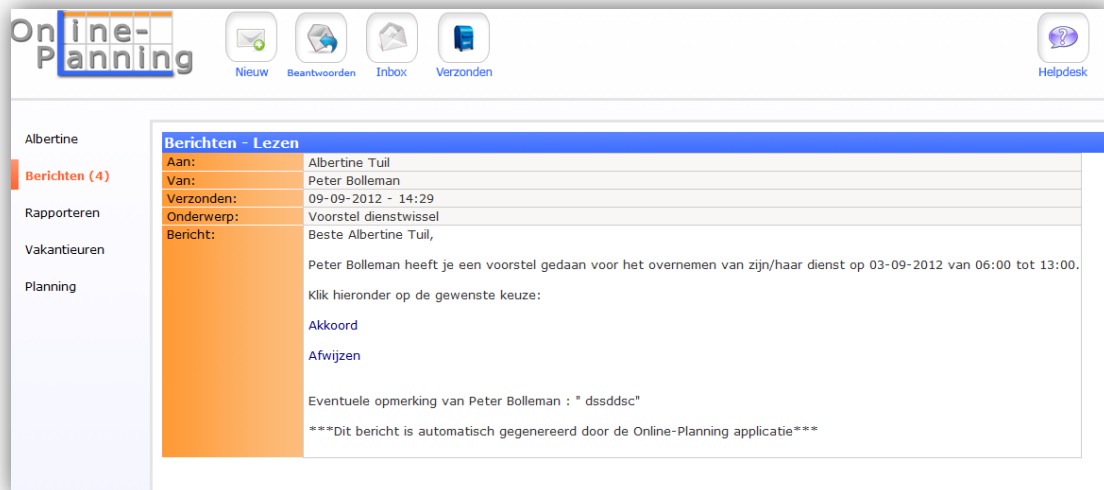 Online-
Planning
Nieuw
Beantwoorden
Inbox
Verzonden
Helpdesk
Albertine
Berichten (4)
Rapporteren
Vakantieuren
Planning
Berichten - Lezen
Aan: Albertine Tuil
Van: Peter Bolleman
Verzonden: 09-09-2012 - 14:29
Onderwerp: Voorstel dienstwissel
Bericht: Beste Albertine Tuil,
Peter Bolleman heeft je een voorstel gedaan voor het overnemen van zijn/haar dienst op 03-09-2012 van 06:00 tot 13:00.
Klik hieronder op de gewenste keuze:
Akkoord
Afwijzen
Eventuele opmerking van Peter Bolleman : " dssddsc"
***Dit bericht is automatisch gegenereerd door de Online-Planning applicatie***